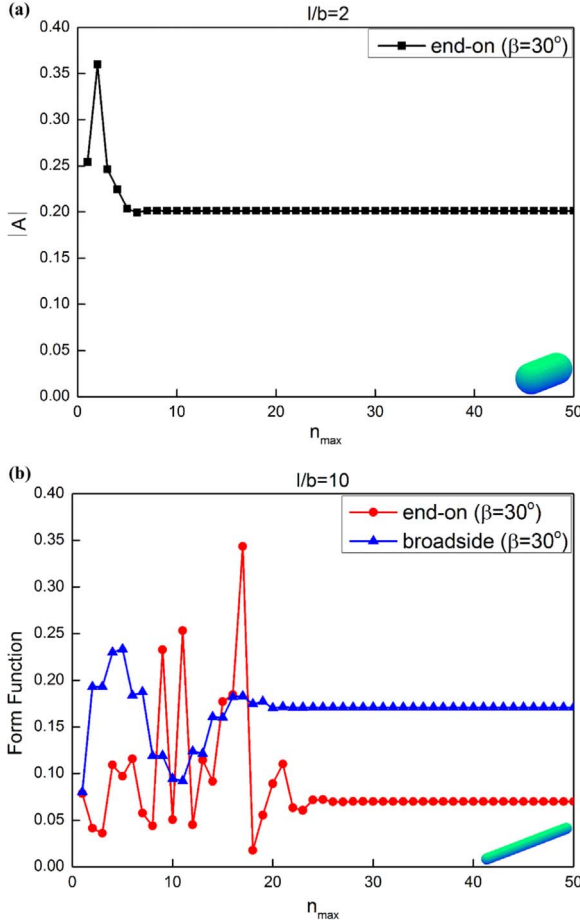 (a)
l/b=2
end-on (β=30°)
0.40
0.35
0.30
0.25
0.20
0.15
0.10
0.05
0.00
|A|
0 10 20 30 40 50
n_max
(b)
l/b=10
end-on (β=30°)
broadside (β=30°)
0.40
0.35
0.30
0.25
0.20
0.15
0.10
0.05
0.00
Form Function
0 10 20 30 40 50
n_max